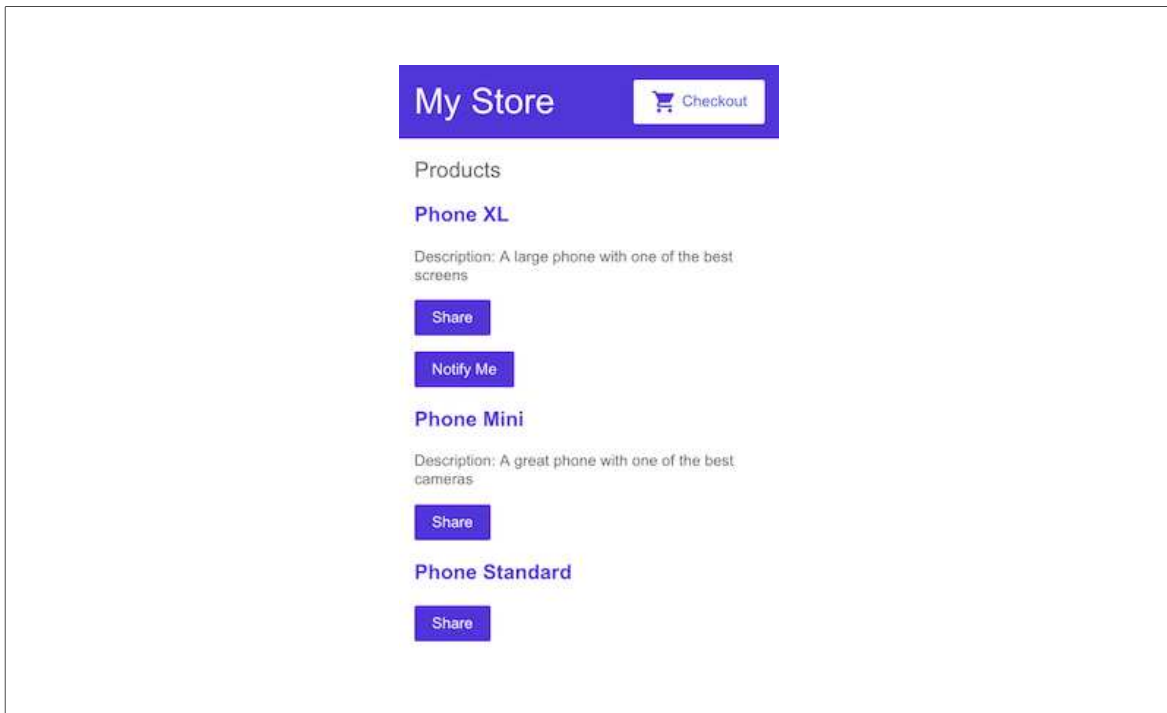 My Store
Checkout
Products
Phone XL
Description: A large phone with one of the best
screens
Share
Notify Me
Phone Mini
Description: A great phone with one of the best
cameras
Share
Phone Standard
Share